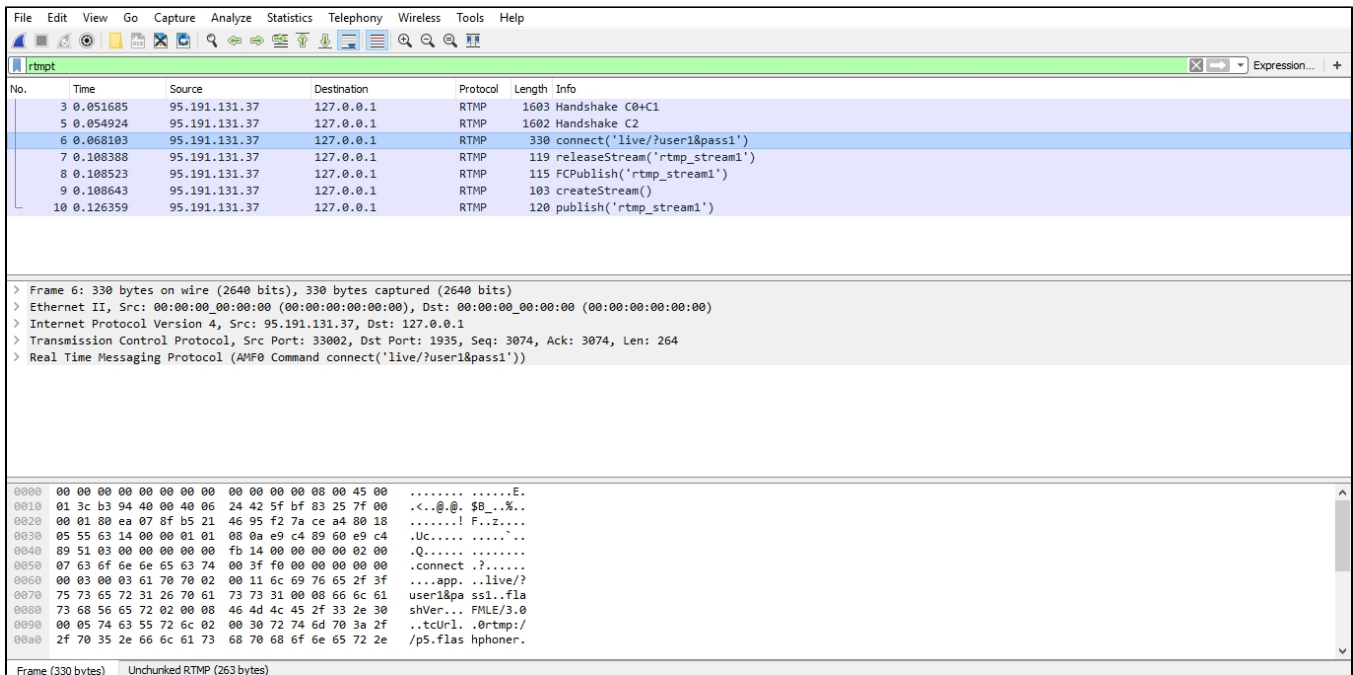 File Edit View Go Capture Analyze Statistics Telephony Wireless Tools Help
rtmpt Expression... +
No. Time Source Destination Protocol Length Info
3 0.051685 95.191.131.37 127.0.0.1 RTMP 1603 Handshake C0+C1
5 0.054924 95.191.131.37 127.0.0.1 RTMP 1602 Handshake C2
6 0.068103 95.191.131.37 127.0.0.1 RTMP 330 connect('live/?user1&pass1')
7 0.108388 95.191.131.37 127.0.0.1 RTMP 119 releaseStream('rtmp_stream1')
8 0.108523 95.191.131.37 127.0.0.1 RTMP 115 FCPublish('rtmp_stream1')
9 0.108643 95.191.131.37 127.0.0.1 RTMP 103 createStream()
10 0.126359 95.191.131.37 127.0.0.1 RTMP 120 publish('rtmp_stream1')
> Frame 6: 330 bytes on wire (2640 bits), 330 bytes captured (2640 bits)
> Ethernet II, Src: 00:00:00_00:00:00 (00:00:00:00:00:00), Dst: 00:00:00_00:00:00 (00:00:00:00:00:00)
> Internet Protocol Version 4, Src: 95.191.131.37, Dst: 127.0.0.1
> Transmission Control Protocol, Src Port: 33002, Dst Port: 1935, Seq: 3074, Ack: 3074, Len: 264
> Real Time Messaging Protocol (AMF0 Command connect('live/?user1&pass1'))
0000 00 00 00 00 00 00 00 00 00 00 00 00 08 00 45 00 ........ ......E.
0010 01 3c b3 94 40 00 40 06 24 42 5f bf 83 25 7f 00 .<..@.@. $B_..%..
0020 00 01 80 ea 07 8f b5 21 46 95 f2 7a ce a4 80 18 .......! F..z....
0030 05 55 63 14 00 00 01 01 08 0a e9 c4 89 60 e9 c4 .Uc..... .....`..
0040 89 51 03 00 00 00 00 00 fb 14 00 00 00 00 02 00 .Q...... ........
0050 07 63 6f 6e 6e 65 63 74 00 3f f0 00 00 00 00 00 .connect .?......
0060 00 03 00 03 61 70 70 02 00 11 6c 69 76 65 2f 3f ....app. ..live/?
0070 75 73 65 72 31 26 70 61 73 73 31 00 08 66 6c 61 user1&pa ss1..fla
0080 73 68 56 65 72 02 00 08 46 4d 4c 45 2f 33 2e 30 shVer... FMLE/3.0
0090 00 05 74 63 55 72 6c 02 00 30 72 74 6d 70 3a 2f ..tcUrl. .0rtmp:/
00a0 2f 70 35 2e 66 6c 61 73 68 70 68 6f 6e 65 72 2e /p5.flas hphoner.
Frame (330 bytes) Unchunked RTMP (263 bytes)